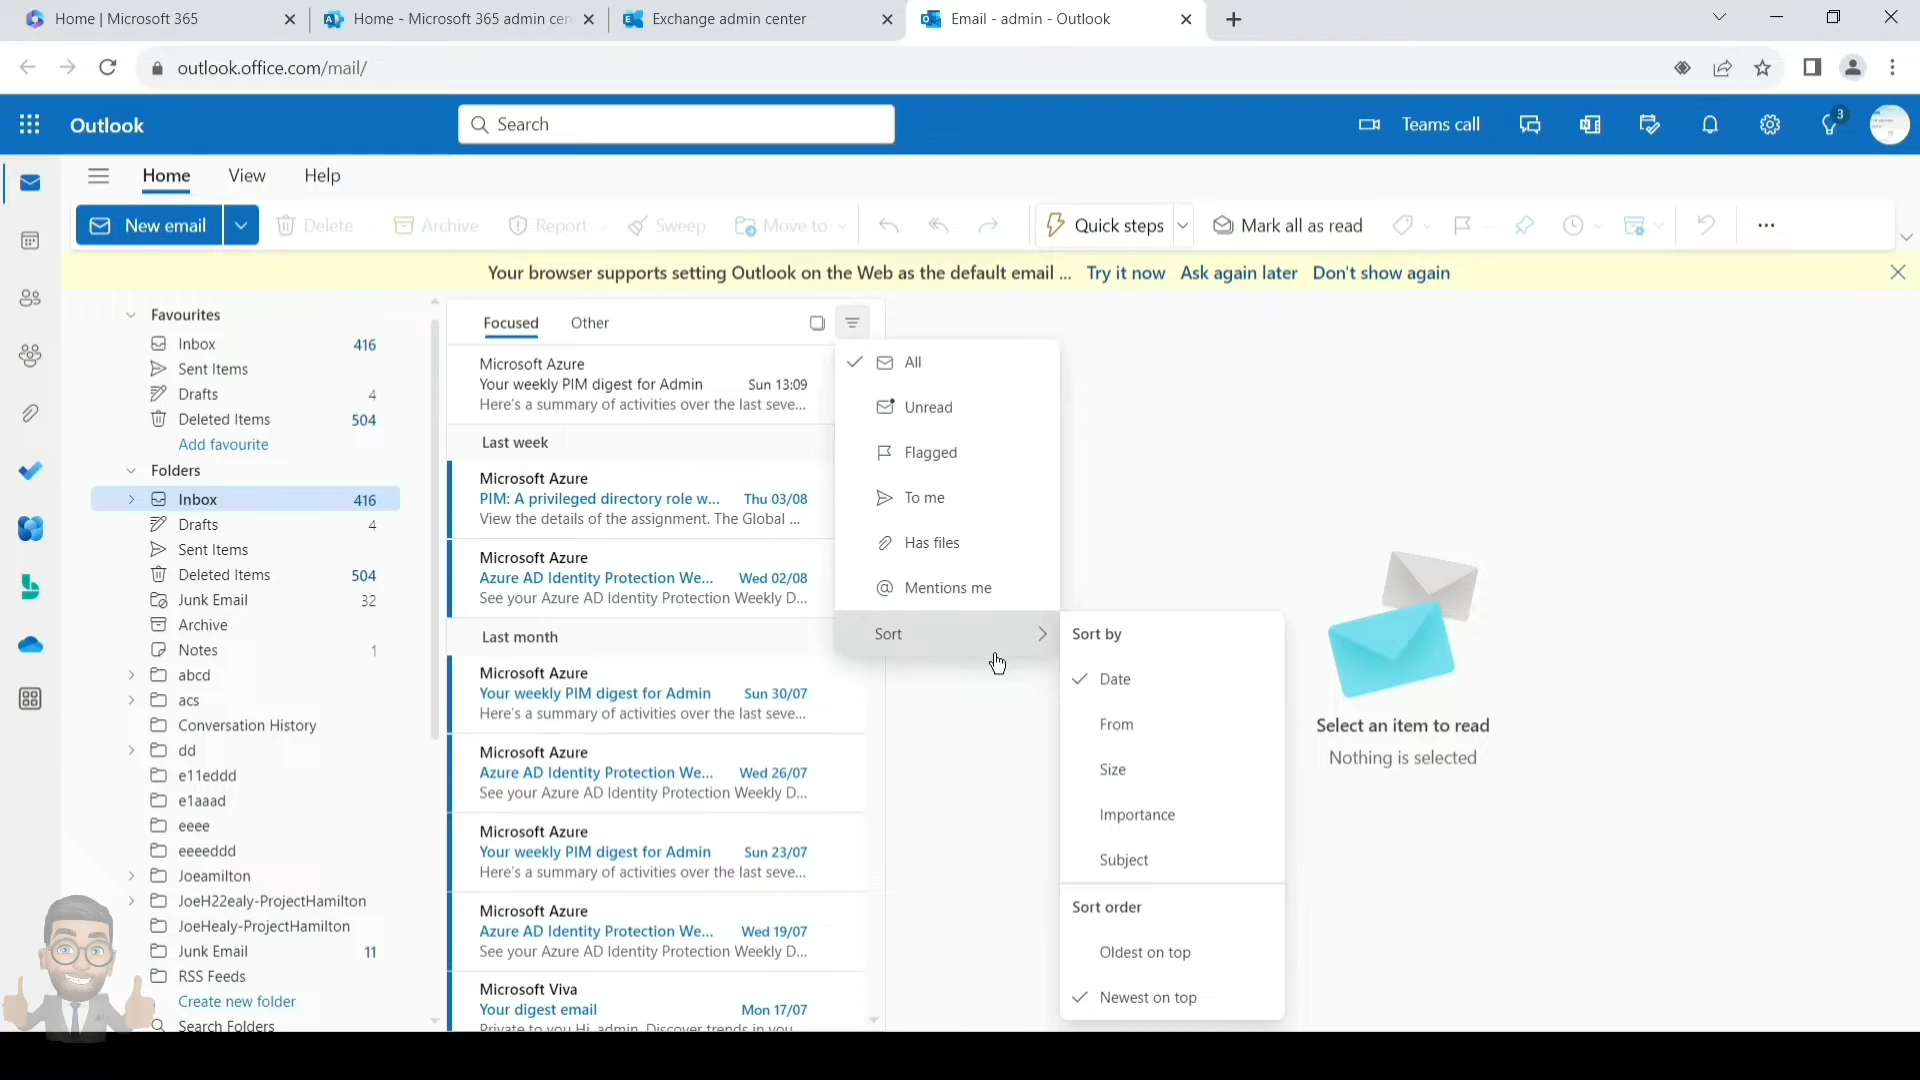 Home | Microsoft 365
Home - Microsoft 365 admin cen
Exchange admin center
Email - admin - Outlook
outlook.office.com/mail/
Outlook
Search
Teams call
3
Home
View
Help
New email
Delete
Archive
Report
Sweep
Move to
Quick steps
Mark all as read
Your browser supports setting Outlook on the Web as the default email ... Try it now Ask again later Don't show again
Favourites
Inbox 416
Sent Items
Drafts 4
Deleted Items 504
Add favourite
Folders
Inbox 416
Drafts 4
Sent Items
Deleted Items 504
Junk Email 32
Archive
Notes 1
abcd
acs
Conversation History
dd
e11eddd
e1aaad
eeee
eeeeddd
Joeamilton
JoeH22ealy-ProjectHamilton
JoeHealy-ProjectHamilton
Junk Email 11
RSS Feeds
Create new folder
Search Folders
Focused Other
Microsoft Azure
Your weekly PIM digest for Admin Sun 13:09
Here's a summary of activities over the last seve...
Last week
Microsoft Azure
PIM: A privileged directory role w... Thu 03/08
View the details of the assignment. The Global ...
Microsoft Azure
Azure AD Identity Protection We... Wed 02/08
See your Azure AD Identity Protection Weekly D...
Last month
Microsoft Azure
Your weekly PIM digest for Admin Sun 30/07
Here's a summary of activities over the last seve...
Microsoft Azure
Azure AD Identity Protection We... Wed 26/07
See your Azure AD Identity Protection Weekly D...
Microsoft Azure
Your weekly PIM digest for Admin Sun 23/07
Here's a summary of activities over the last seve...
Microsoft Azure
Azure AD Identity Protection We... Wed 19/07
See your Azure AD Identity Protection Weekly D...
Microsoft Viva
Your digest email Mon 17/07
Private to you Hi, admin, Discover trends in you
All
Unread
Flagged
To me
Has files
Mentions me
Sort
Sort by
Date
From
Size
Importance
Subject
Sort order
Oldest on top
Newest on top
Select an item to read
Nothing is selected